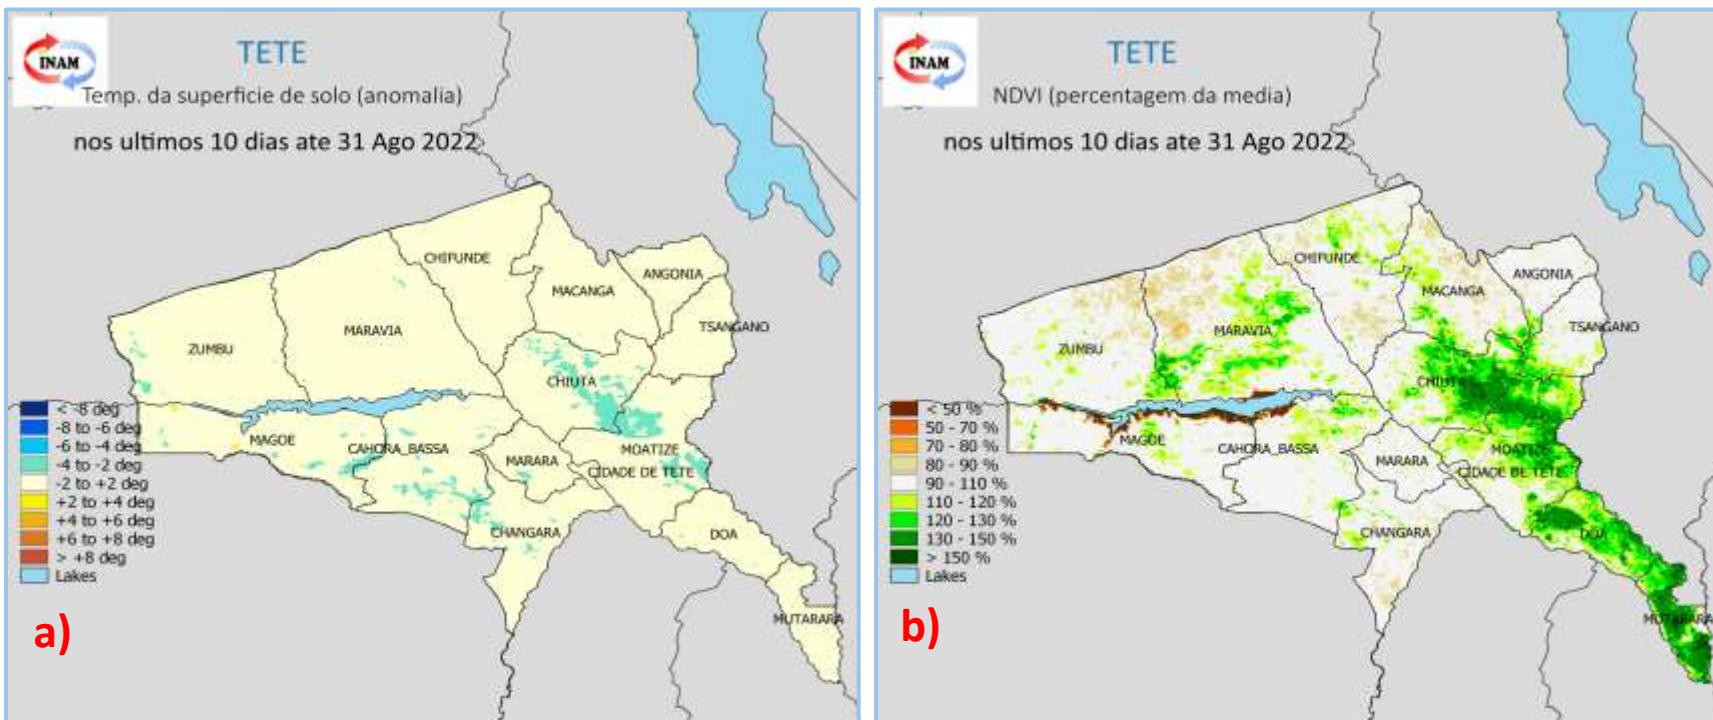 INAM
TETE
Temp. da superficie de solo (anomalia)
nos ultimos 10 dias ate 31 Ago 2022
CHIFUNDE
ANGONIA
MACANGA
TSANGANO
MARAVIA
ZUMBU
CHIUTA
MAGOE
CAHORA_BASSA
MOATIZE
MARARA
CIDADE DE TETE
CHANGARA
DOA
MUTARARA
< -8 deg
-8 to -6 deg
-6 to -4 deg
-4 to -2 deg
-2 to +2 deg
+2 to +4 deg
+4 to +6 deg
+6 to +8 deg
> +8 deg
Lakes
a)
INAM
TETE
NDVI (percentagem da media)
nos ultimos 10 dias ate 31 Ago 2022
CHIFUNDE
ANGONIA
MACANGA
TSANGANO
MARAVIA
ZUMBU
CHIUTA
MAGOE
CAHORA_BASSA
MOATIZE
MARARA
CIDADE DE TETE
CHANGARA
DOA
MUTARARA
< 50 %
50 - 70 %
70 - 80 %
80 - 90 %
90 - 110 %
110 - 120 %
120 - 130 %
130 - 150 %
> 150 %
Lakes
b)